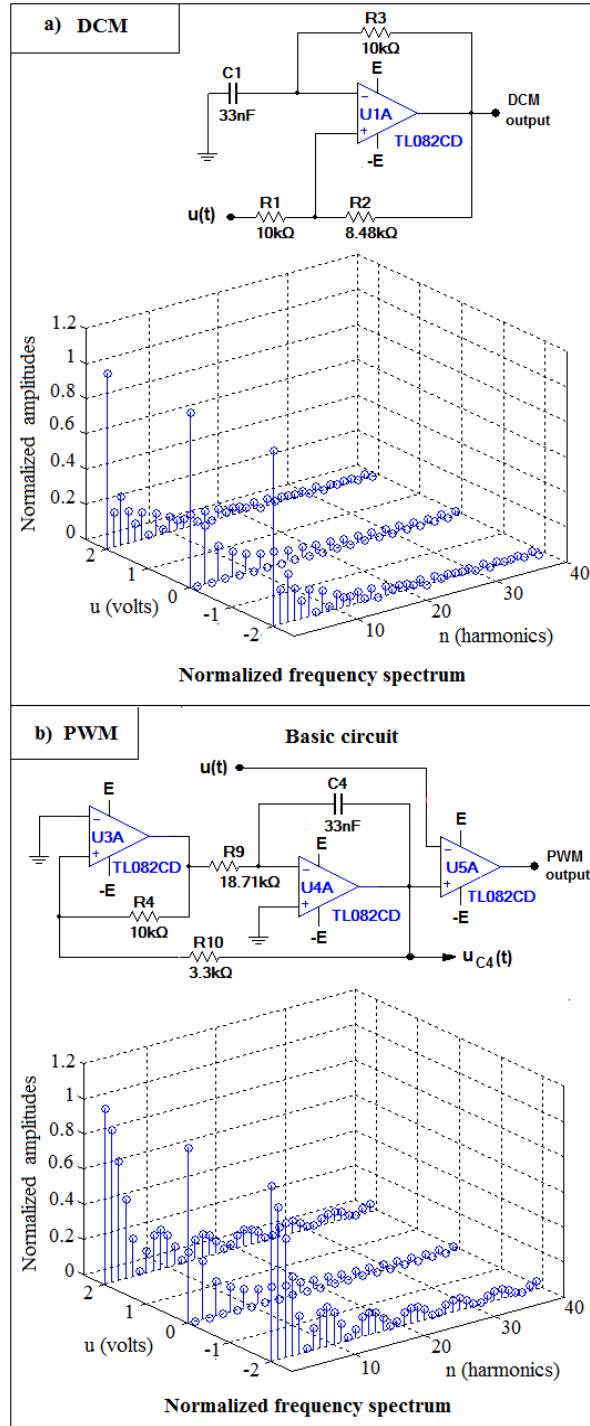 a) DCM
R3
10kΩ
C1
33nF
E
−
U1A
+
TL082CD
-E
DCM
output
u(t)
R1
10kΩ
R2
8.48kΩ
Normalized amplitudes
1.2
1
0.8
0.6
0.4
0.2
0
2
1
0
-1
-2
u (volts)
10
20
30
40
n (harmonics)
Normalized frequency spectrum
b) PWM
Basic circuit
u(t)
E
−
U3A
+
TL082CD
-E
R4
10kΩ
R9
18.71kΩ
C4
33nF
E
−
U4A
+
TL082CD
-E
R10
3.3kΩ
E
−
U5A
+
TL082CD
-E
PWM
output
u C4(t)
Normalized amplitudes
1.2
1
0.8
0.6
0.4
0.2
0
2
1
0
-1
-2
u (volts)
10
20
30
40
n (harmonics)
Normalized frequency spectrum